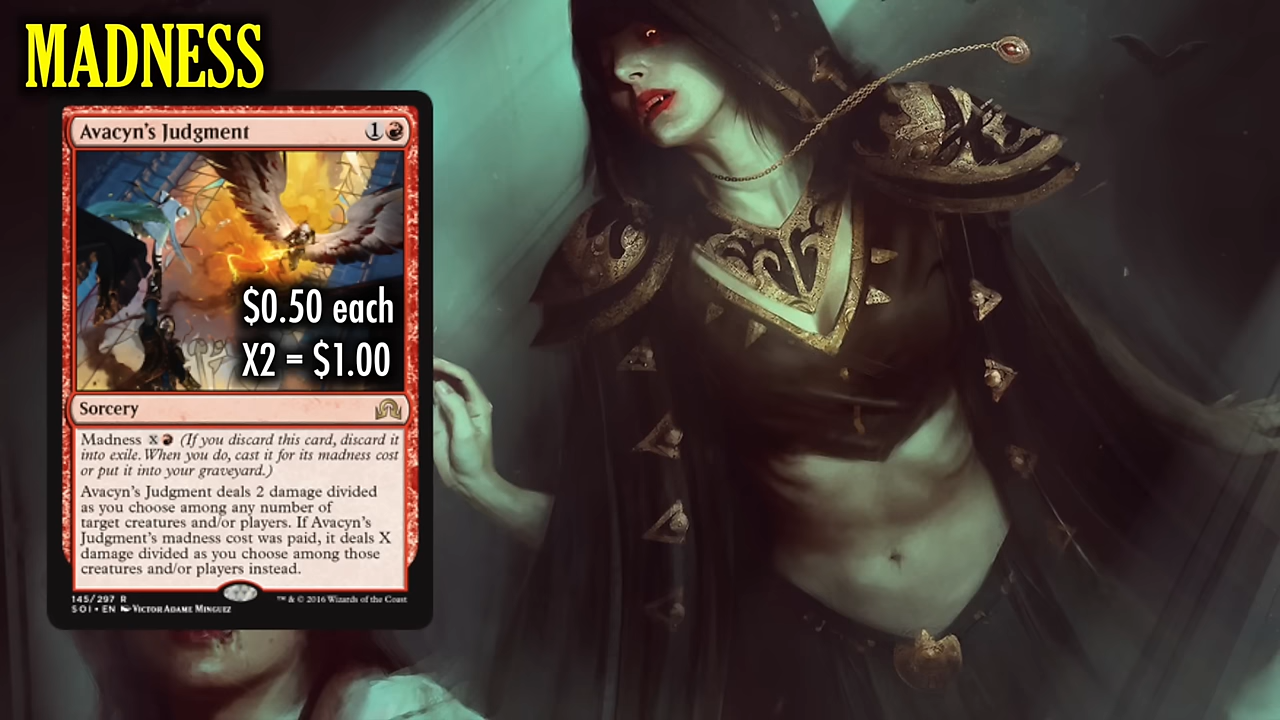 MADNESS
Avacyn's Judgment 1
$0.50 each
X2 = $1.00
Sorcery
Madness X (If you discard this card, discard it
into exile. When you do, cast it for its madness cost
or put it into your graveyard.)
Avacyn's Judgment deals 2 damage divided
as you choose among any number of
target creatures and/or players. If Avacyn's
Judgment's madness cost was paid, it deals X
damage divided as you choose among those
creatures and/or players instead.
145/297 R
SOI • EN Victor Adame Minguez
™ & © 2016 Wizards of the Coast